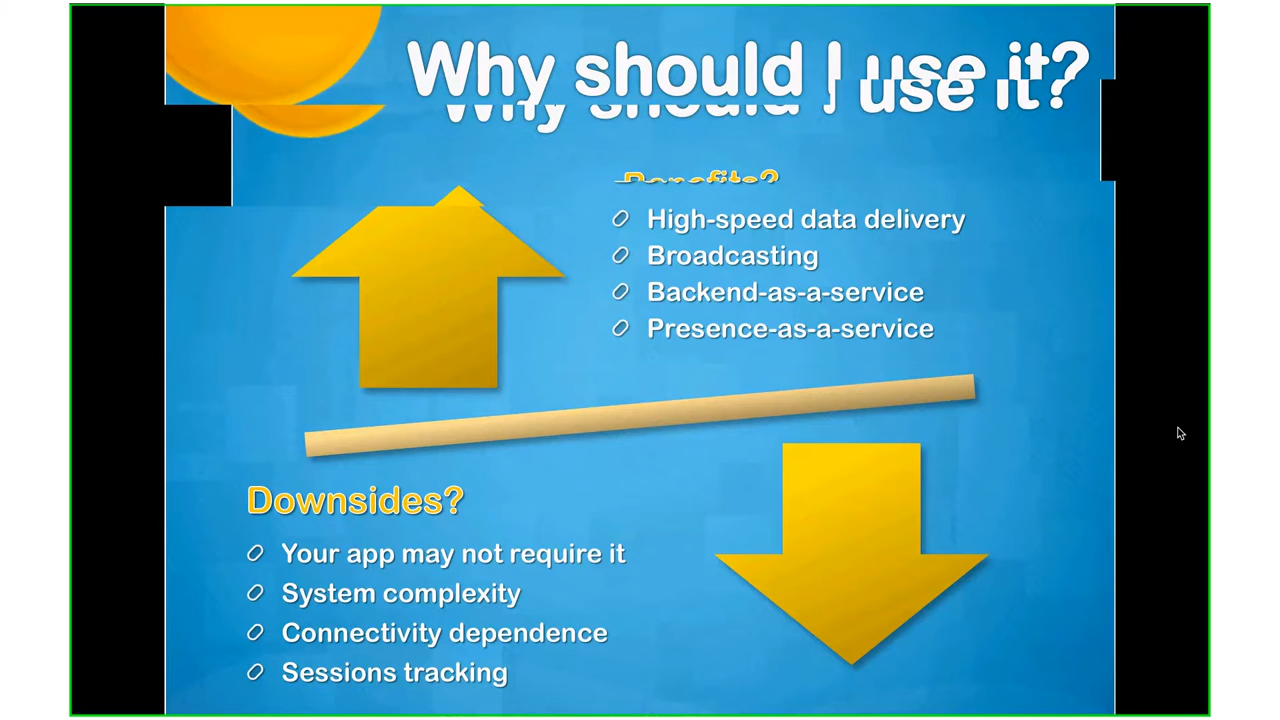 Why should I use it?
Benefits?
High-speed data delivery
Broadcasting
Backend-as-a-service
Presence-as-a-service
Downsides?
Your app may not require it
System complexity
Connectivity dependence
Sessions tracking